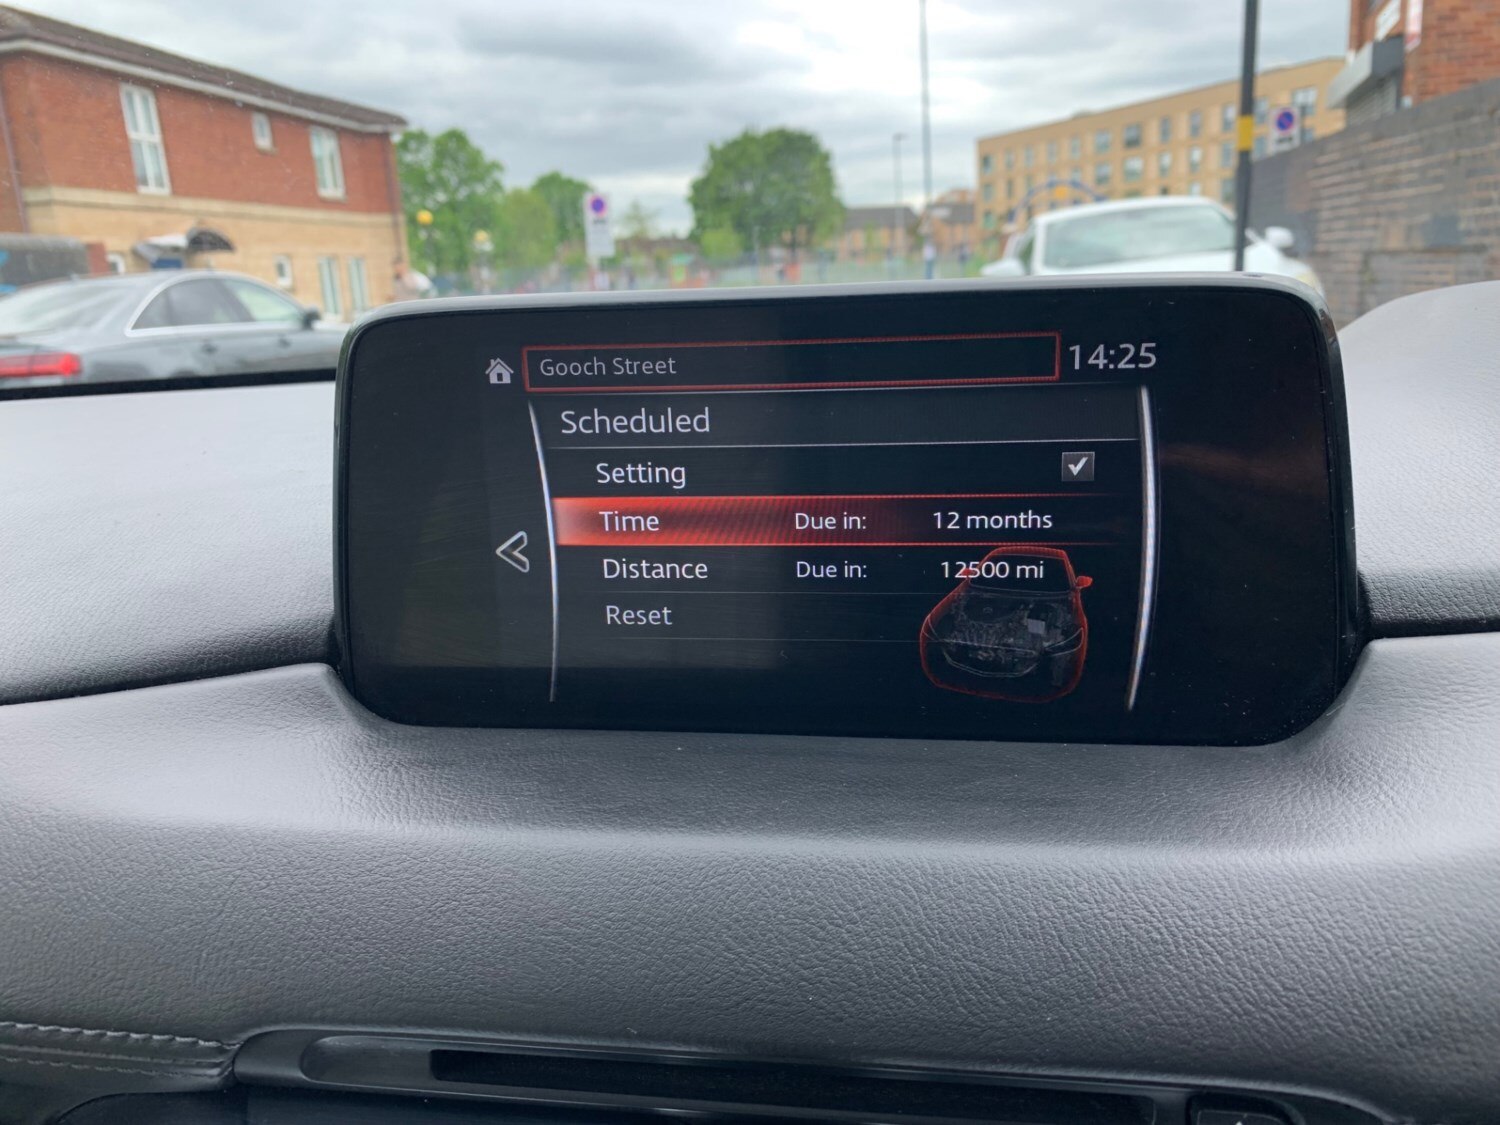 Gooch Street 14:25
Scheduled
Setting
Time Due in: 12 months
Distance Due in: 12500 mi
Reset